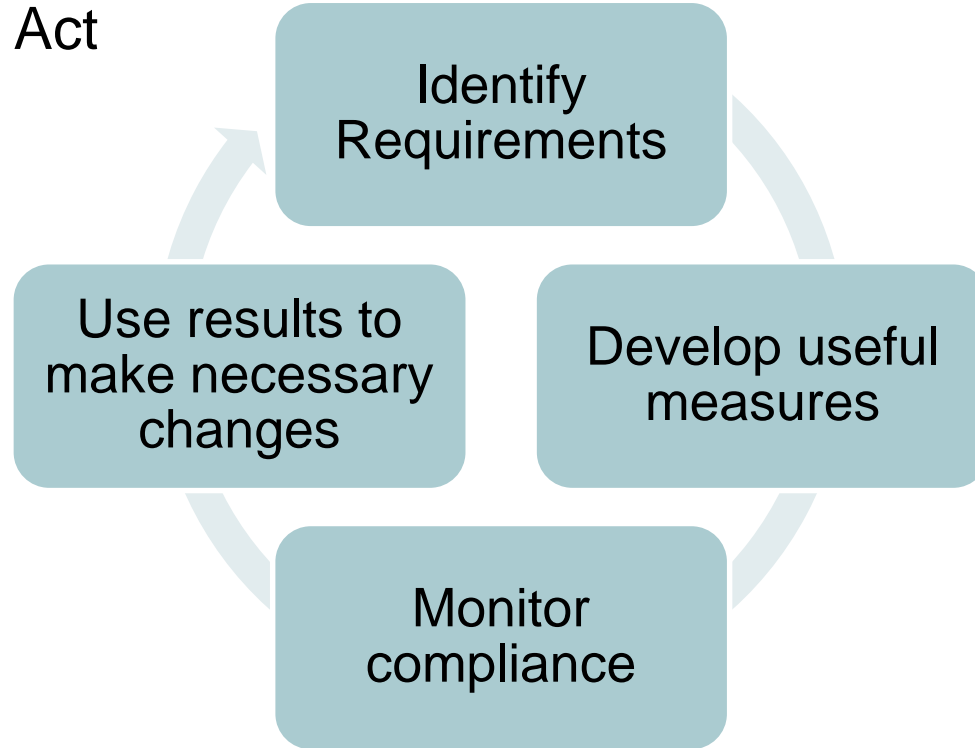 Act
Identify
Requirements
Develop useful
measures
Monitor
compliance
Use results to
make necessary
changes